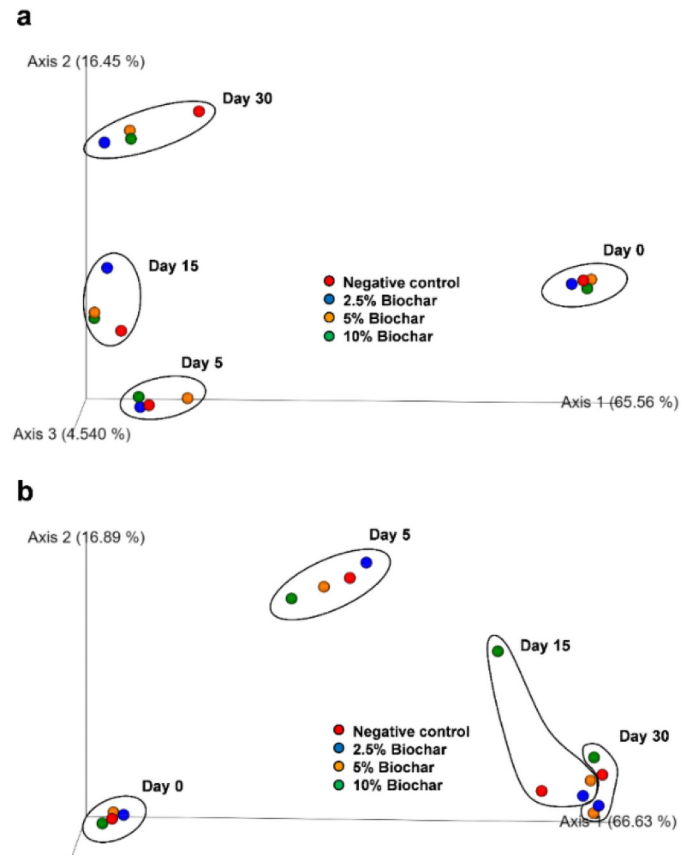 a
Axis 2 (16.45 %)
Day 30
Day 0
Day 15
Negative control
2.5% Biochar
5% Biochar
10% Biochar
Day 5
Axis 1 (65.56 %)
Axis 3 (4.540 %)
b
Axis 2 (16.89 %)
Day 5
Day 15
Negative control
2.5% Biochar
5% Biochar
10% Biochar
Day 30
Day 0
Axis 1 (66.63 %)